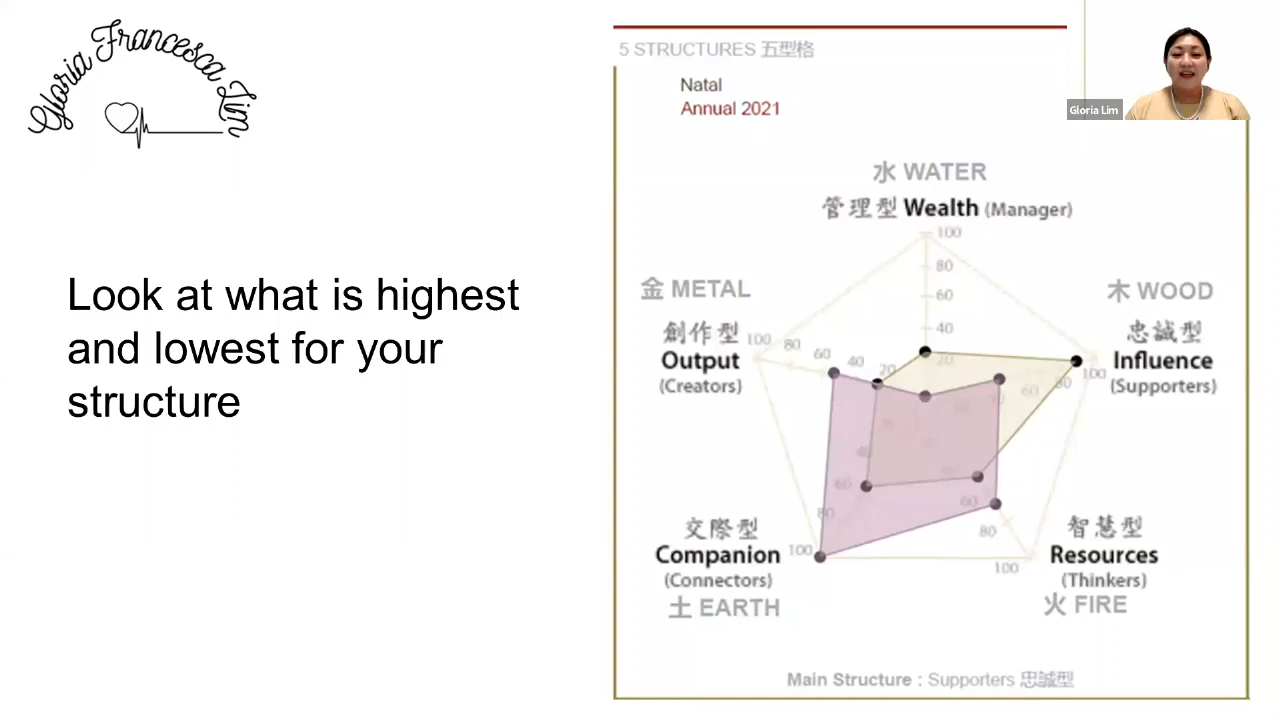 Gloria Francesca Lim
Look at what is highest
and lowest for your
structure
5 STRUCTURES 五型格
Natal
Annual 2021
Gloria Lim
水 WATER
管理型 Wealth (Manager)
100
80
60
40
20
金 METAL
創作型
Output
(Creators)
100 80 60 40 20
木 WOOD
忠誠型
Influence
(Supporters)
60 80 100
40
60
80
100
交際型
Companion
(Connectors)
土 EARTH
60
80
100
智慧型
Resources
(Thinkers)
火 FIRE
Main Structure : Supporters 忠誠型